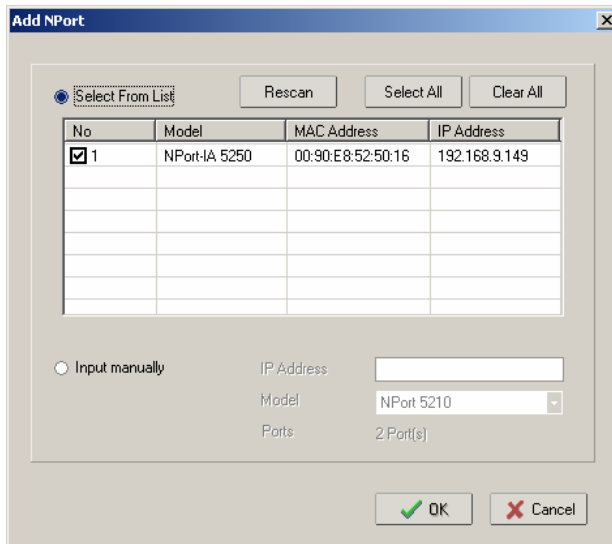 Add NPort
Select From List Rescan Select All Clear All
No Model MAC Address IP Address
1 NPort-IA 5250 00:90:E8:52:50:16 192.168.9.149
Input manually IP Address
Model NPort 5210
Ports 2 Port(s)
OK Cancel